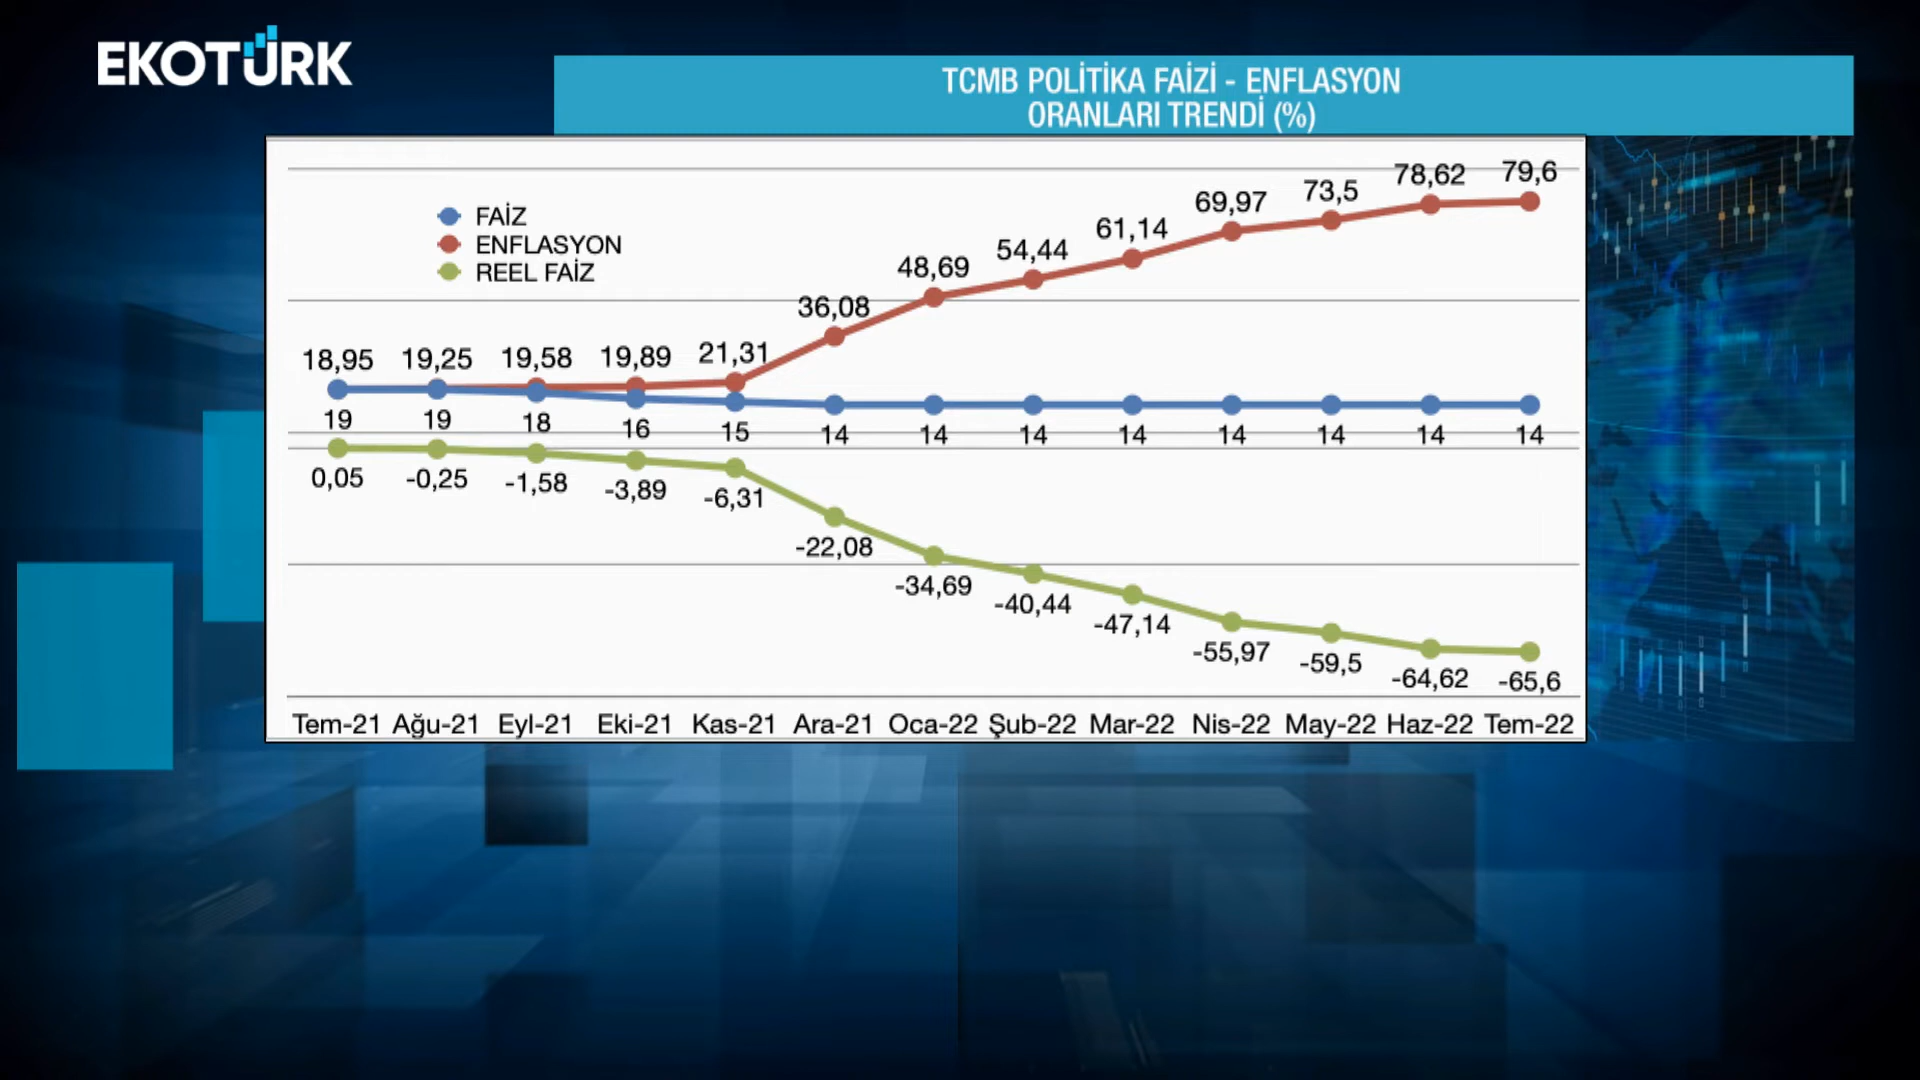 EKOTÜRK
TCMB POLİTİKA FAİZİ - ENFLASYON
ORANLARI TRENDİ (%)
FAİZ
ENFLASYON
REEL FAİZ
18,95 19,25 19,58 19,89 21,31 36,08 48,69 54,44 61,14 69,97 73,5 78,62 79,6
19 19 18 16 15 14 14 14 14 14 14 14 14
0,05 -0,25 -1,58 -3,89 -6,31 -22,08 -34,69 -40,44 -47,14 -55,97 -59,5 -64,62 -65,6
Tem-21 Ağu-21 Eyl-21 Eki-21 Kas-21 Ara-21 Oca-22 Şub-22 Mar-22 Nis-22 May-22 Haz-22 Tem-22